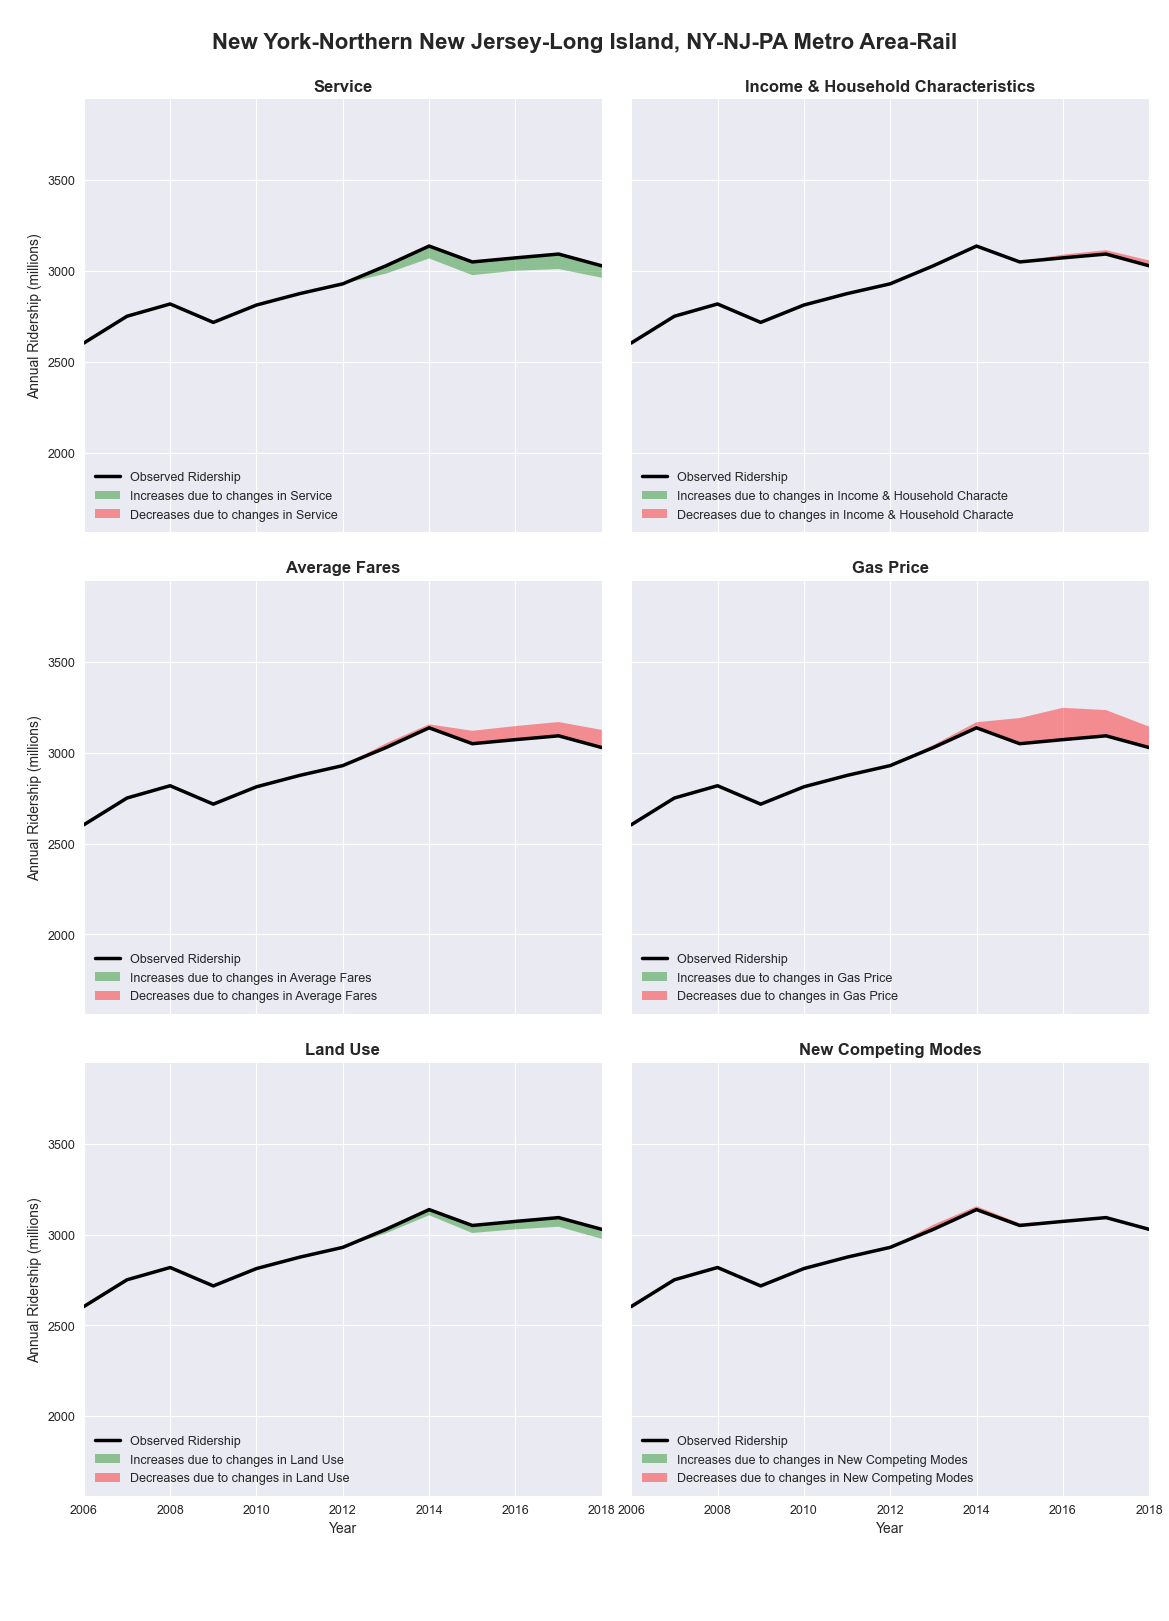 New York-Northern New Jersey-Long Island, NY-NJ-PA Metro Area-Rail
Service
3500
3000
2500
2000
Annual Ridership (millions)
Observed Ridership
Increases due to changes in Service
Decreases due to changes in Service
Income & Household Characteristics
Observed Ridership
Increases due to changes in Income & Household Characte
Decreases due to changes in Income & Household Characte
Average Fares
3500
3000
2500
2000
Annual Ridership (millions)
Observed Ridership
Increases due to changes in Average Fares
Decreases due to changes in Average Fares
Gas Price
Observed Ridership
Increases due to changes in Gas Price
Decreases due to changes in Gas Price
Land Use
3500
3000
2500
2000
Annual Ridership (millions)
Observed Ridership
Increases due to changes in Land Use
Decreases due to changes in Land Use
2006 2008 2010 2012 2014 2016 2018
Year
New Competing Modes
Observed Ridership
Increases due to changes in New Competing Modes
Decreases due to changes in New Competing Modes
2006 2008 2010 2012 2014 2016 2018
Year